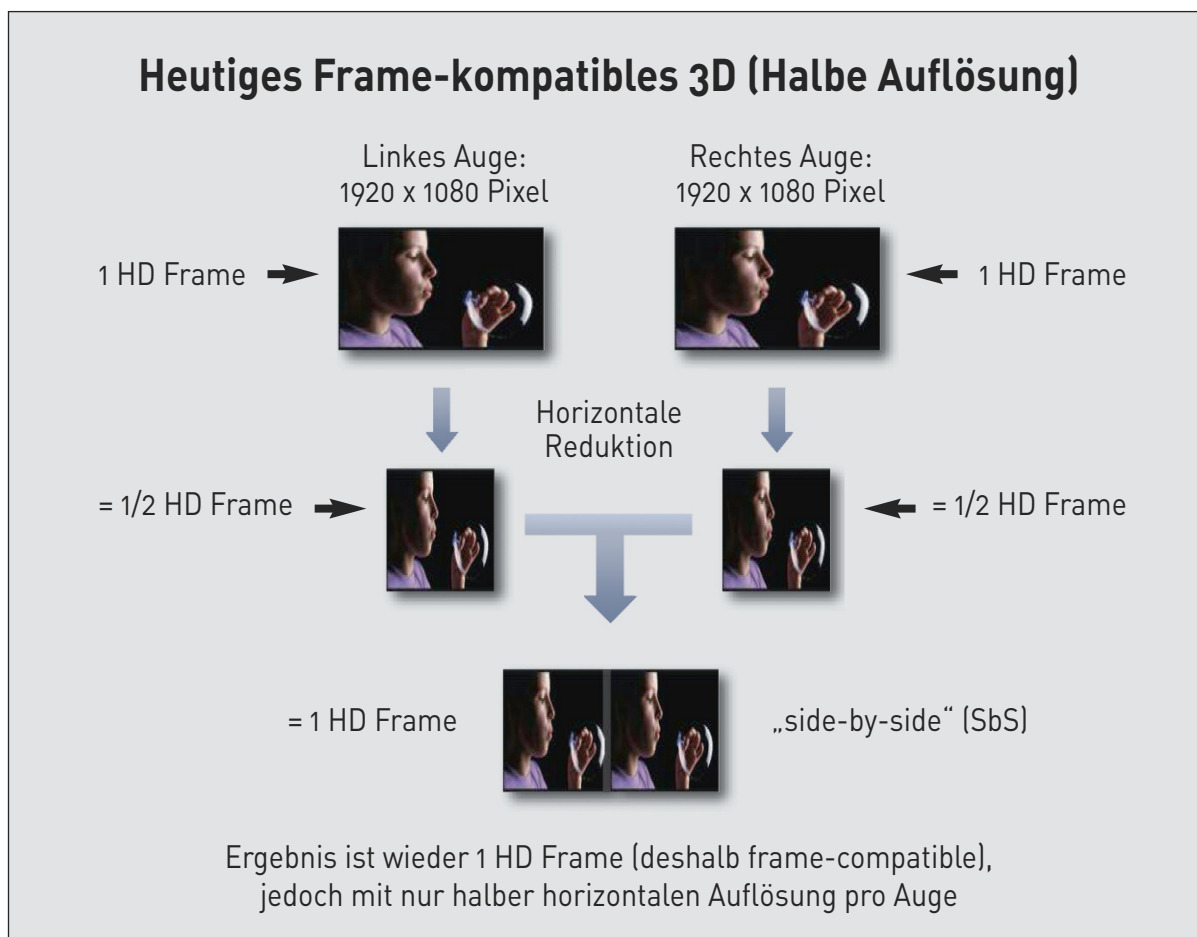 Heutiges Frame-kompatibles 3D (Halbe Auflösung)
Linkes Auge:
1920 x 1080 Pixel
Rechtes Auge:
1920 x 1080 Pixel
1 HD Frame
1 HD Frame
Horizontale
Reduktion
= 1/2 HD Frame
= 1/2 HD Frame
= 1 HD Frame
„side-by-side“ (SbS)
Ergebnis ist wieder 1 HD Frame (deshalb frame-compatible),
jedoch mit nur halber horizontalen Auflösung pro Auge